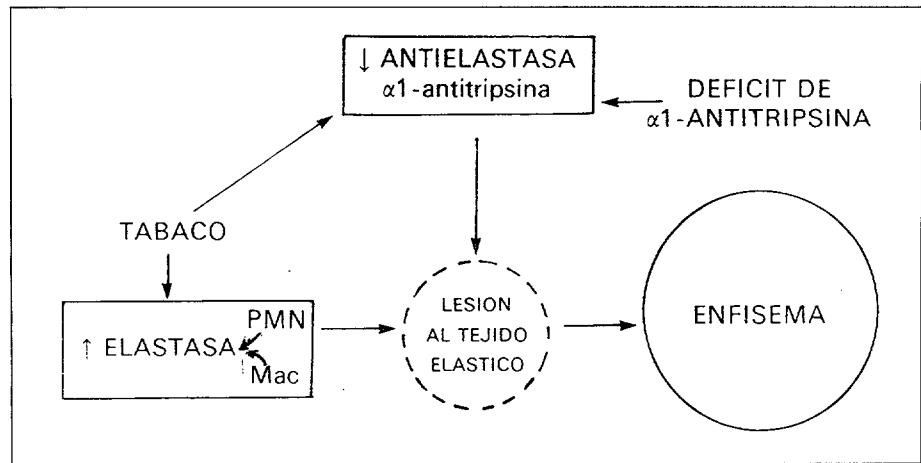 ↓ ANTIELASTASA
α1-antitripsina
DEFICIT DE
α1-ANTITRIPSINA
TABACO
PMN
↑ ELASTASA
Mac
LESION
AL TEJIDO
ELASTICO
ENFISEMA